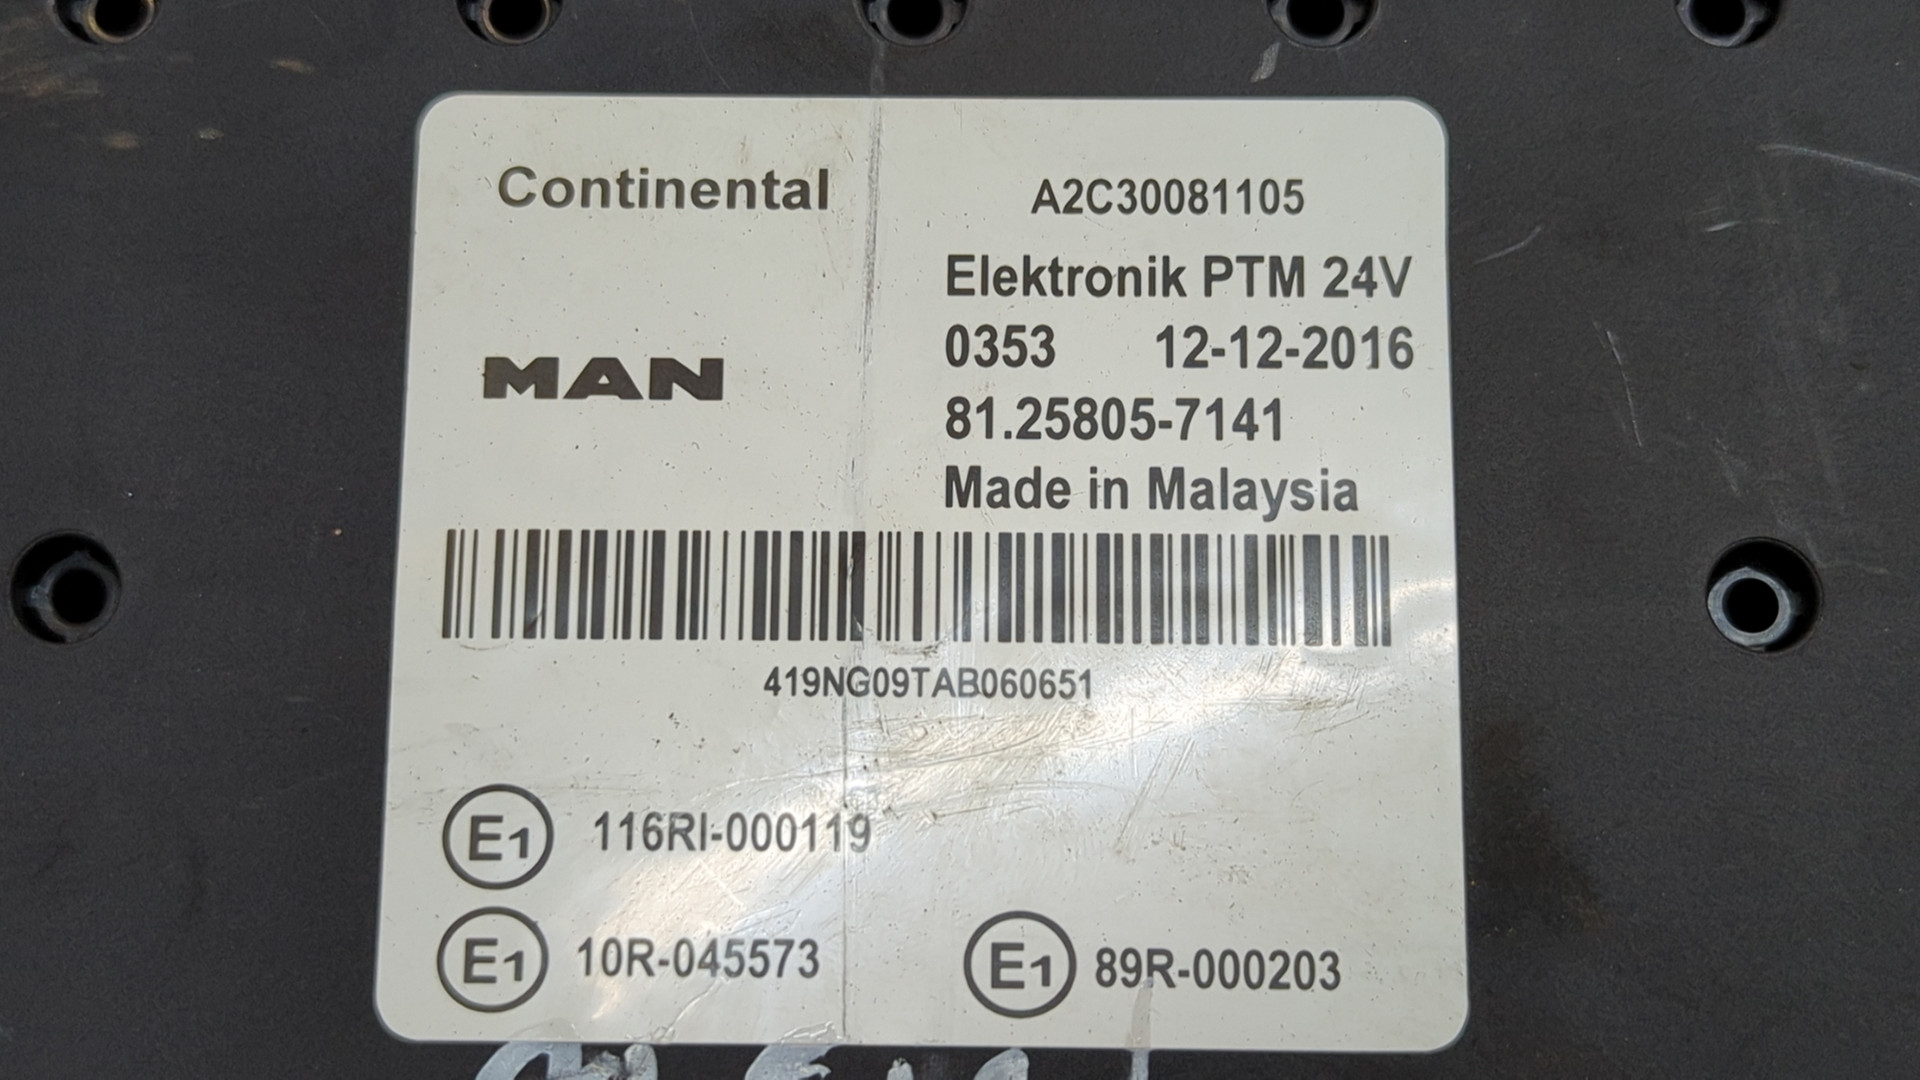 Continental
A2C30081105
Elektronik PTM 24V
0353 12-12-2016
MAN
81.25805-7141
Made in Malaysia
419NG09TAB060651
E1 116RI-000119
E1 10R-045573
E1 89R-000203